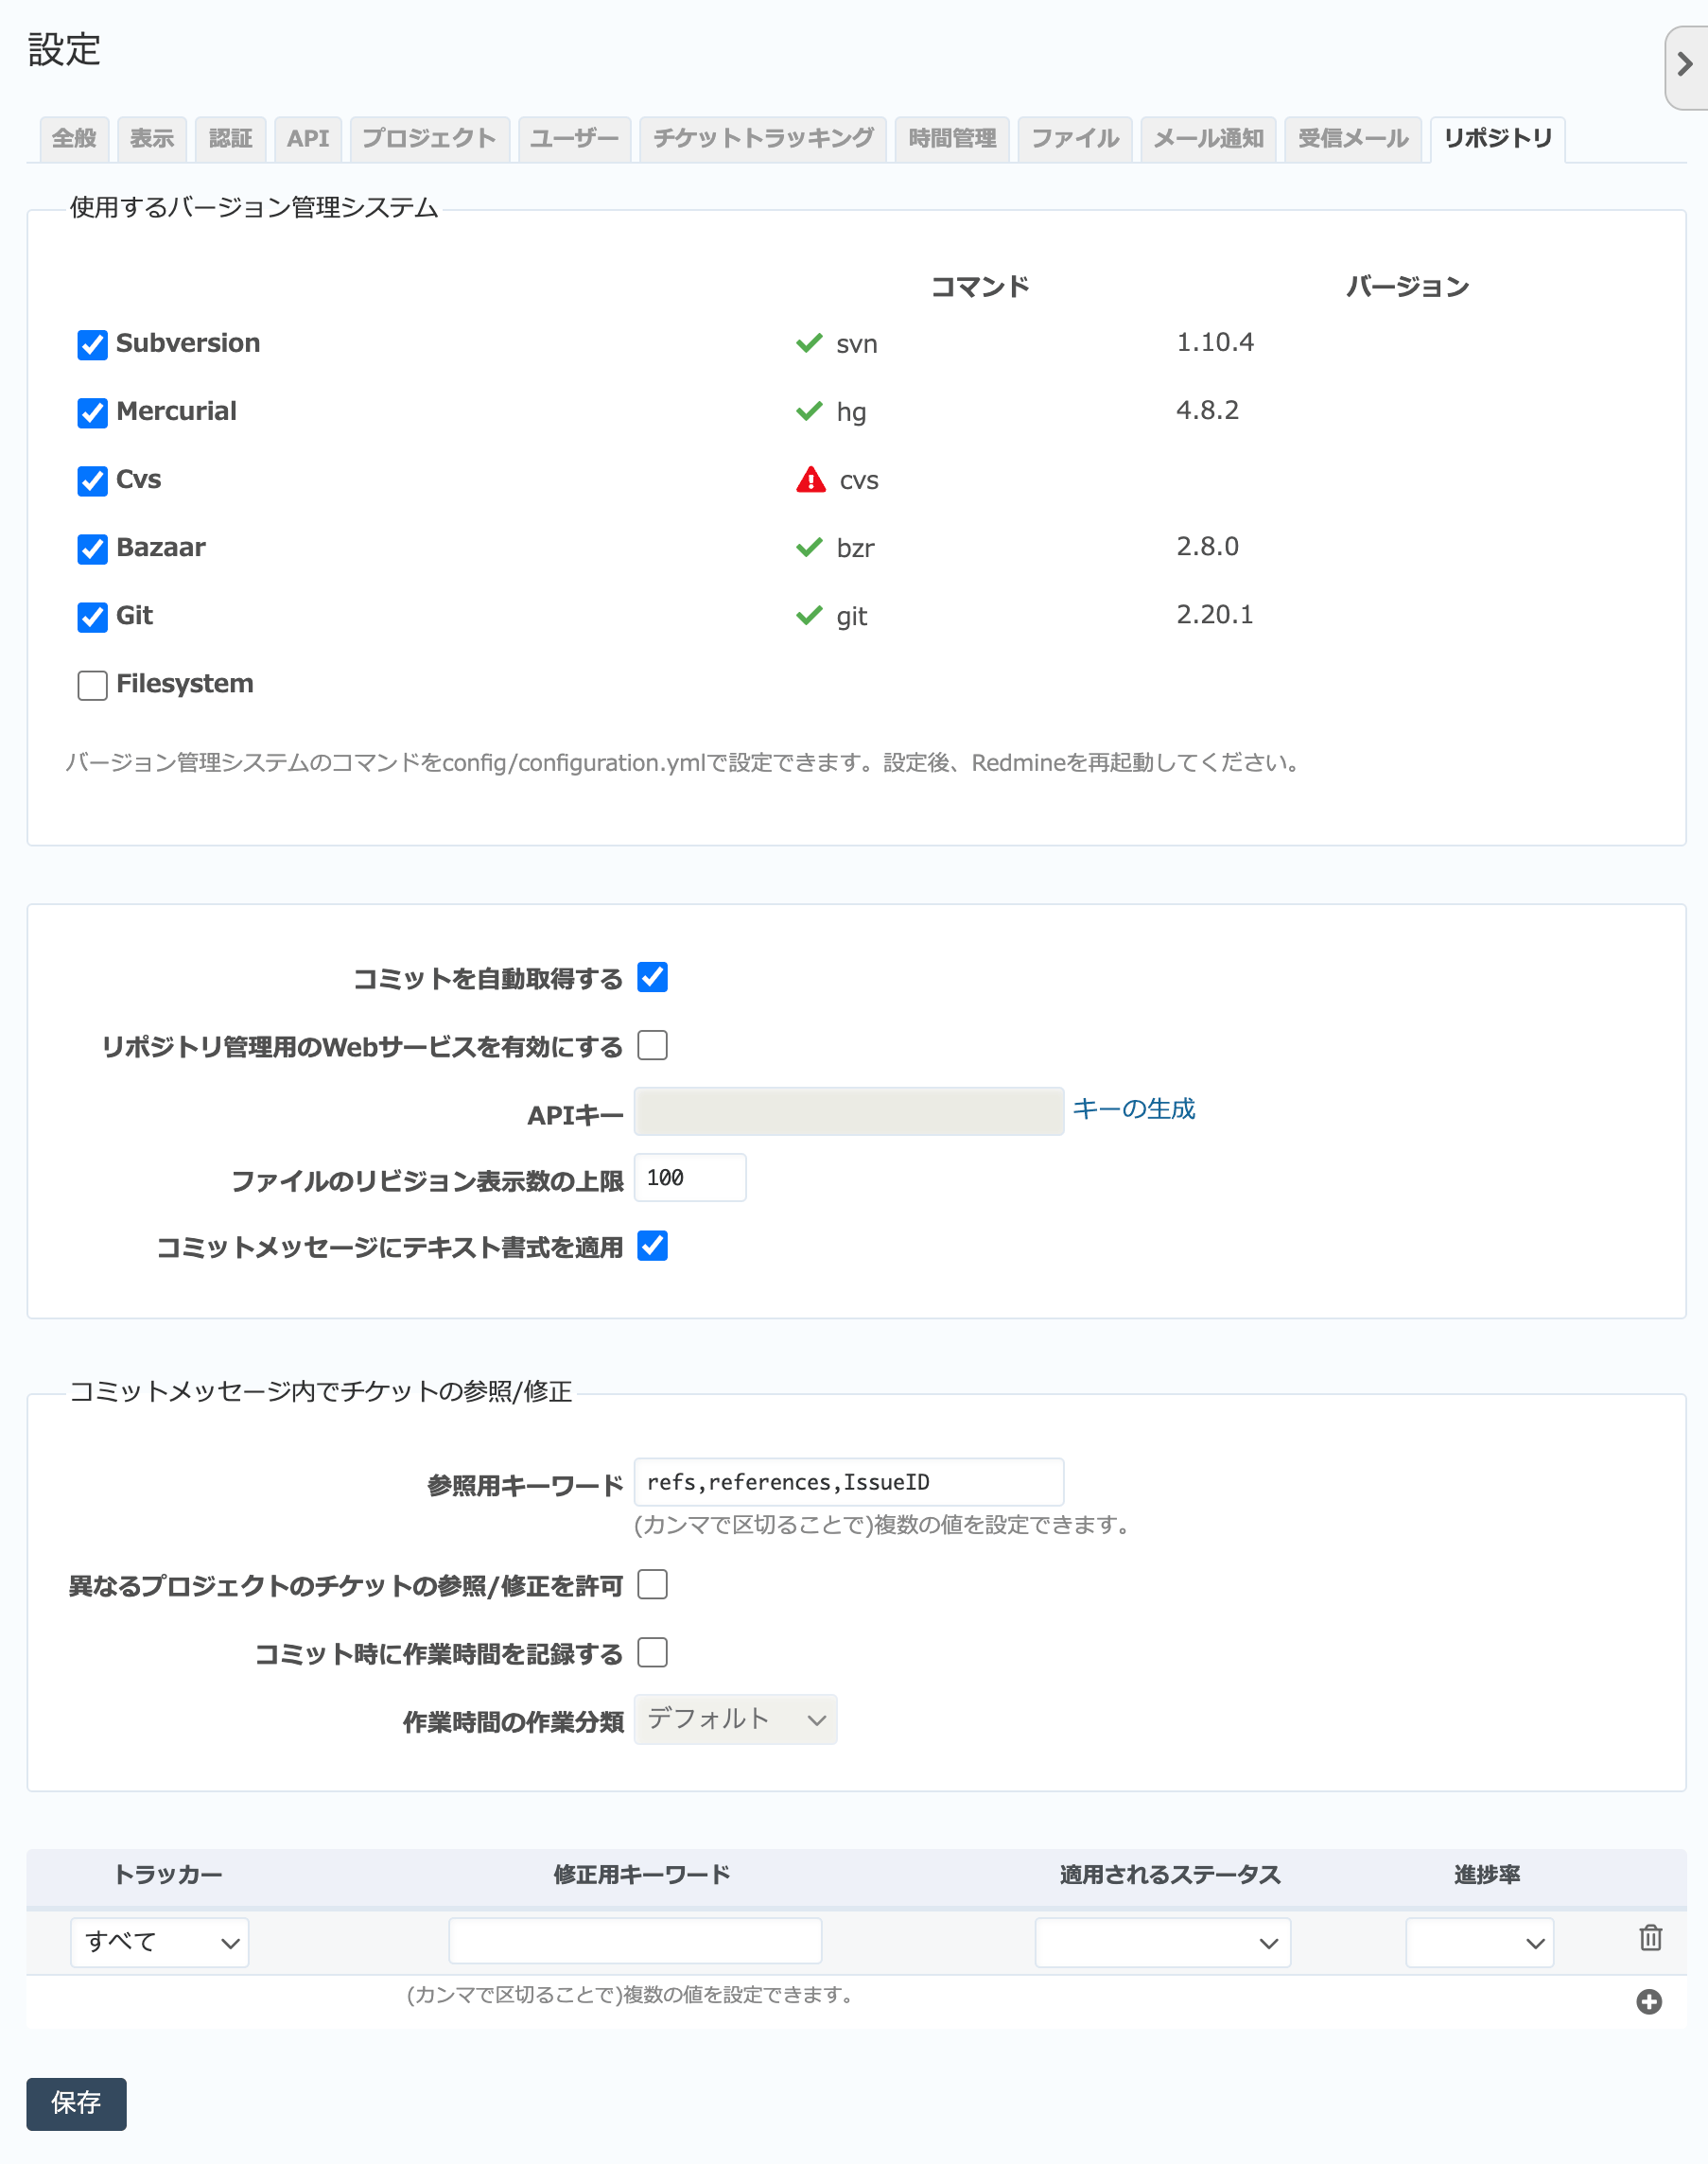 設定
全般 表示 認証 API プロジェクト ユーザー チケットトラッキング 時間管理 ファイル メール通知 受信メール リポジトリ
使用するバージョン管理システム
コマンド バージョン
Subversion svn 1.10.4
Mercurial hg 4.8.2
Cvs cvs
Bazaar bzr 2.8.0
Git git 2.20.1
Filesystem
バージョン管理システムのコマンドをconfig/configuration.ymlで設定できます。設定後、Redmineを再起動してください。
コミットを自動取得する
リポジトリ管理用のWebサービスを有効にする
APIキー キーの生成
ファイルのリビジョン表示数の上限 100
コミットメッセージにテキスト書式を適用
コミットメッセージ内でチケットの参照/修正
参照用キーワード refs,references,IssueID
(カンマで区切ることで)複数の値を設定できます。
異なるプロジェクトのチケットの参照/修正を許可
コミット時に作業時間を記録する
作業時間の作業分類 デフォルト
トラッカー 修正用キーワード 適用されるステータス 進捗率
すべて
(カンマで区切ることで)複数の値を設定できます。
保存